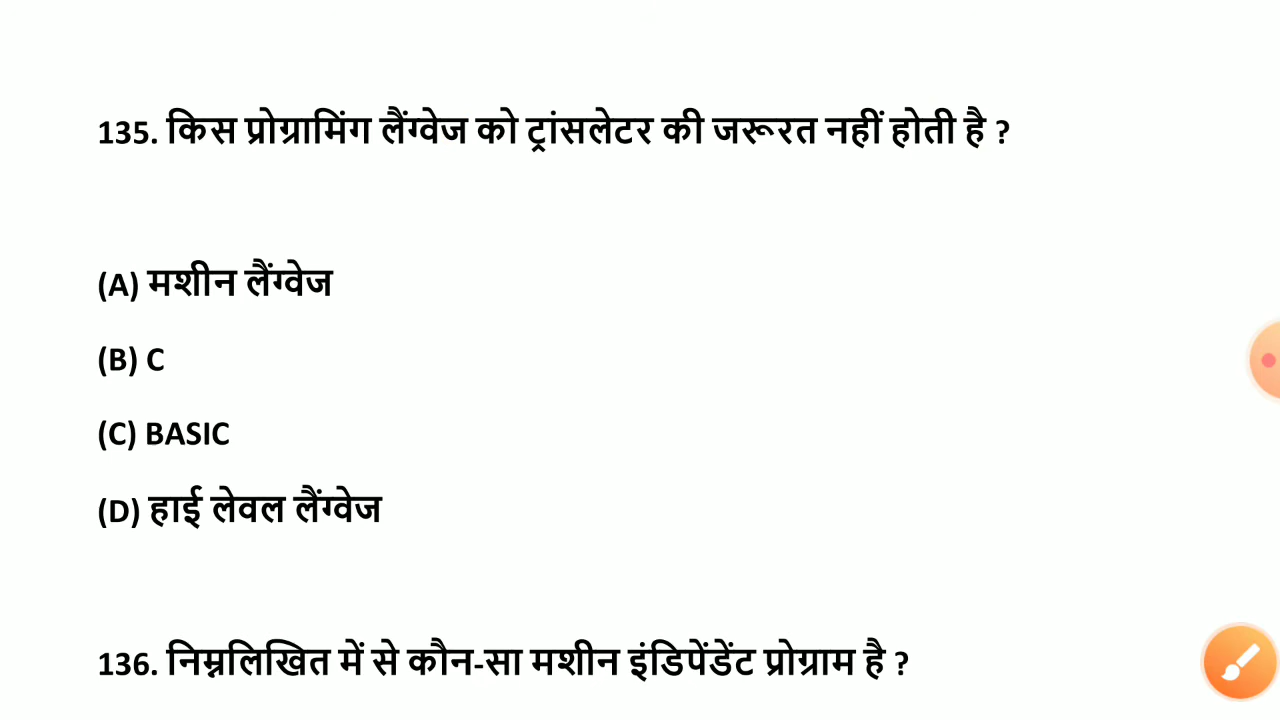 135. किस प्रोग्रामिंग लैंग्वेज को ट्रांसलेटर की जरूरत नहीं होती है ?
(A) मशीन लैंग्वेज
(B) C
(C) BASIC
(D) हाई लेवल लैंग्वेज
136. निम्नलिखित में से कौन-सा मशीन इंडिपेंडेंट प्रोग्राम है ?